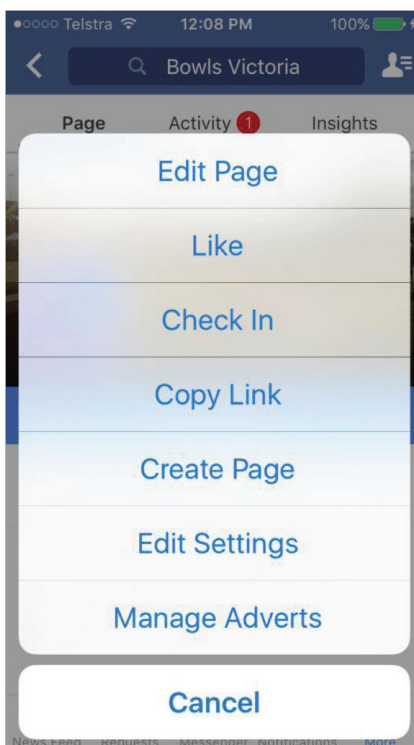 Telstra 12:08 PM 100%
Bowls Victoria
Page Activity 1 Insights
Edit Page
Like
Check In
Copy Link
Create Page
Edit Settings
Manage Adverts
Cancel
News Feed Requests Messenger Notifications More